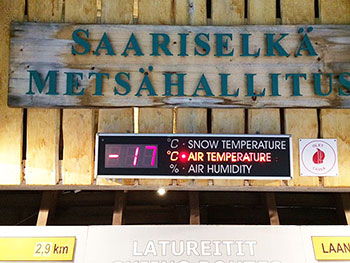 SAARISELKÄ
METSÄHALLITUS
-17
°C · SNOW TEMPERATURE
°C · AIR TEMPERATURE
% · AIR HUMIDITY
2,9 km
LATUREITIT
LAAN